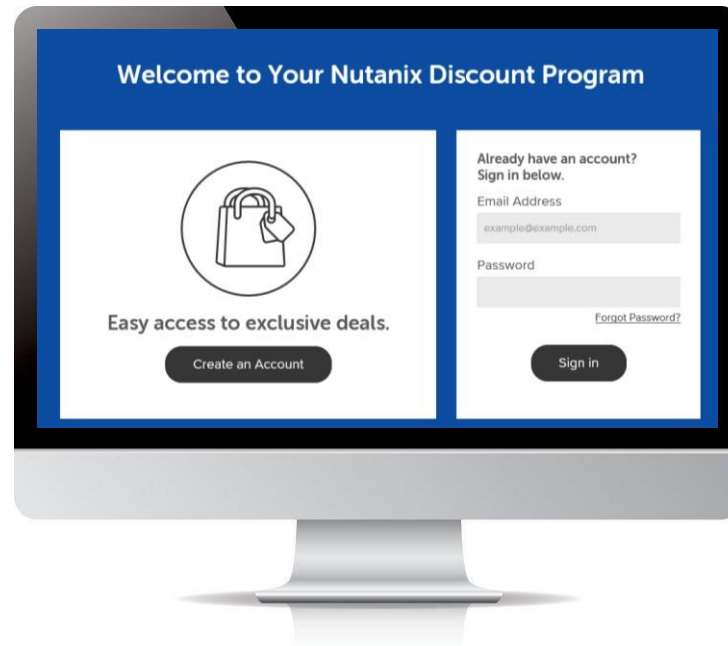 Welcome to Your Nutanix Discount Program
Easy access to exclusive deals.
Create an Account
Already have an account?
Sign in below.
Email Address
example@example.com
Password
Forgot Password?
Sign in